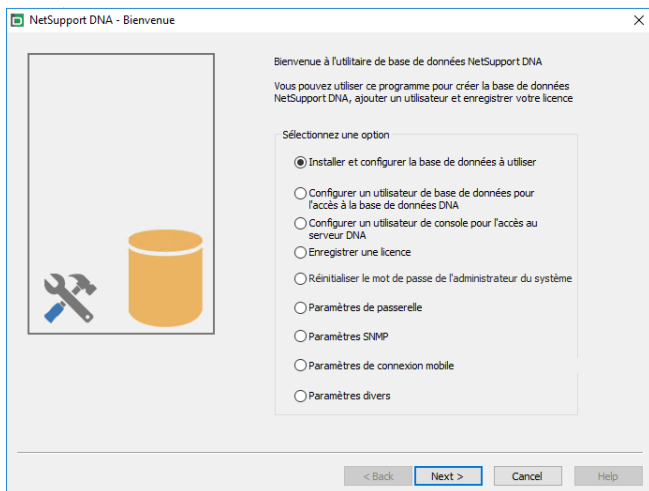 NetSupport DNA - Bienvenue
Bienvenue à l'utilitaire de base de données NetSupport DNA
Vous pouvez utiliser ce programme pour créer la base de données
NetSupport DNA, ajouter un utilisateur et enregistrer votre licence
Sélectionnez une option
Installer et configurer la base de données à utiliser
Configurer un utilisateur de base de données pour
l'accès à la base de données DNA
Configurer un utilisateur de console pour l'accès au
serveur DNA
Enregistrer une licence
Réinitialiser le mot de passe de l'administrateur du système
Paramètres de passerelle
Paramètres SNMP
Paramètres de connexion mobile
Paramètres divers
< Back Next > Cancel Help